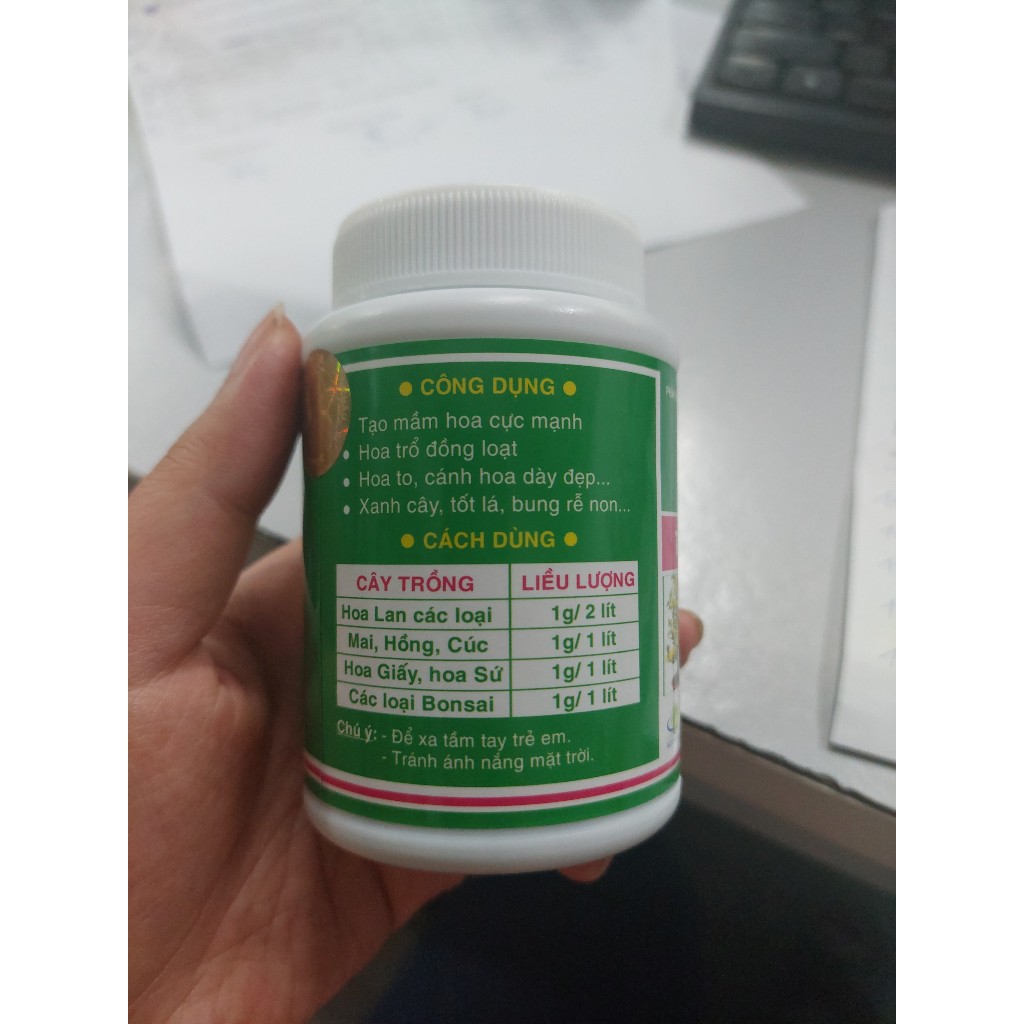 ● CÔNG DỤNG ●
Tạo mầm hoa cực mạnh
• Hoa trổ đồng loạt
• Hoa to, cánh hoa dày đẹp...
• Xanh cây, tốt lá, bung rễ non...
● CÁCH DÙNG ●
CÂY TRỒNG LIỀU LƯỢNG
Hoa Lan các loại 1g/ 2 lít
Mai, Hồng, Cúc 1g/ 1 lít
Hoa Giấy, hoa Sứ 1g/ 1 lít
Các loại Bonsai 1g/ 1 lít
Chú ý: - Để xa tầm tay trẻ em.
- Tránh ánh nắng mặt trời.